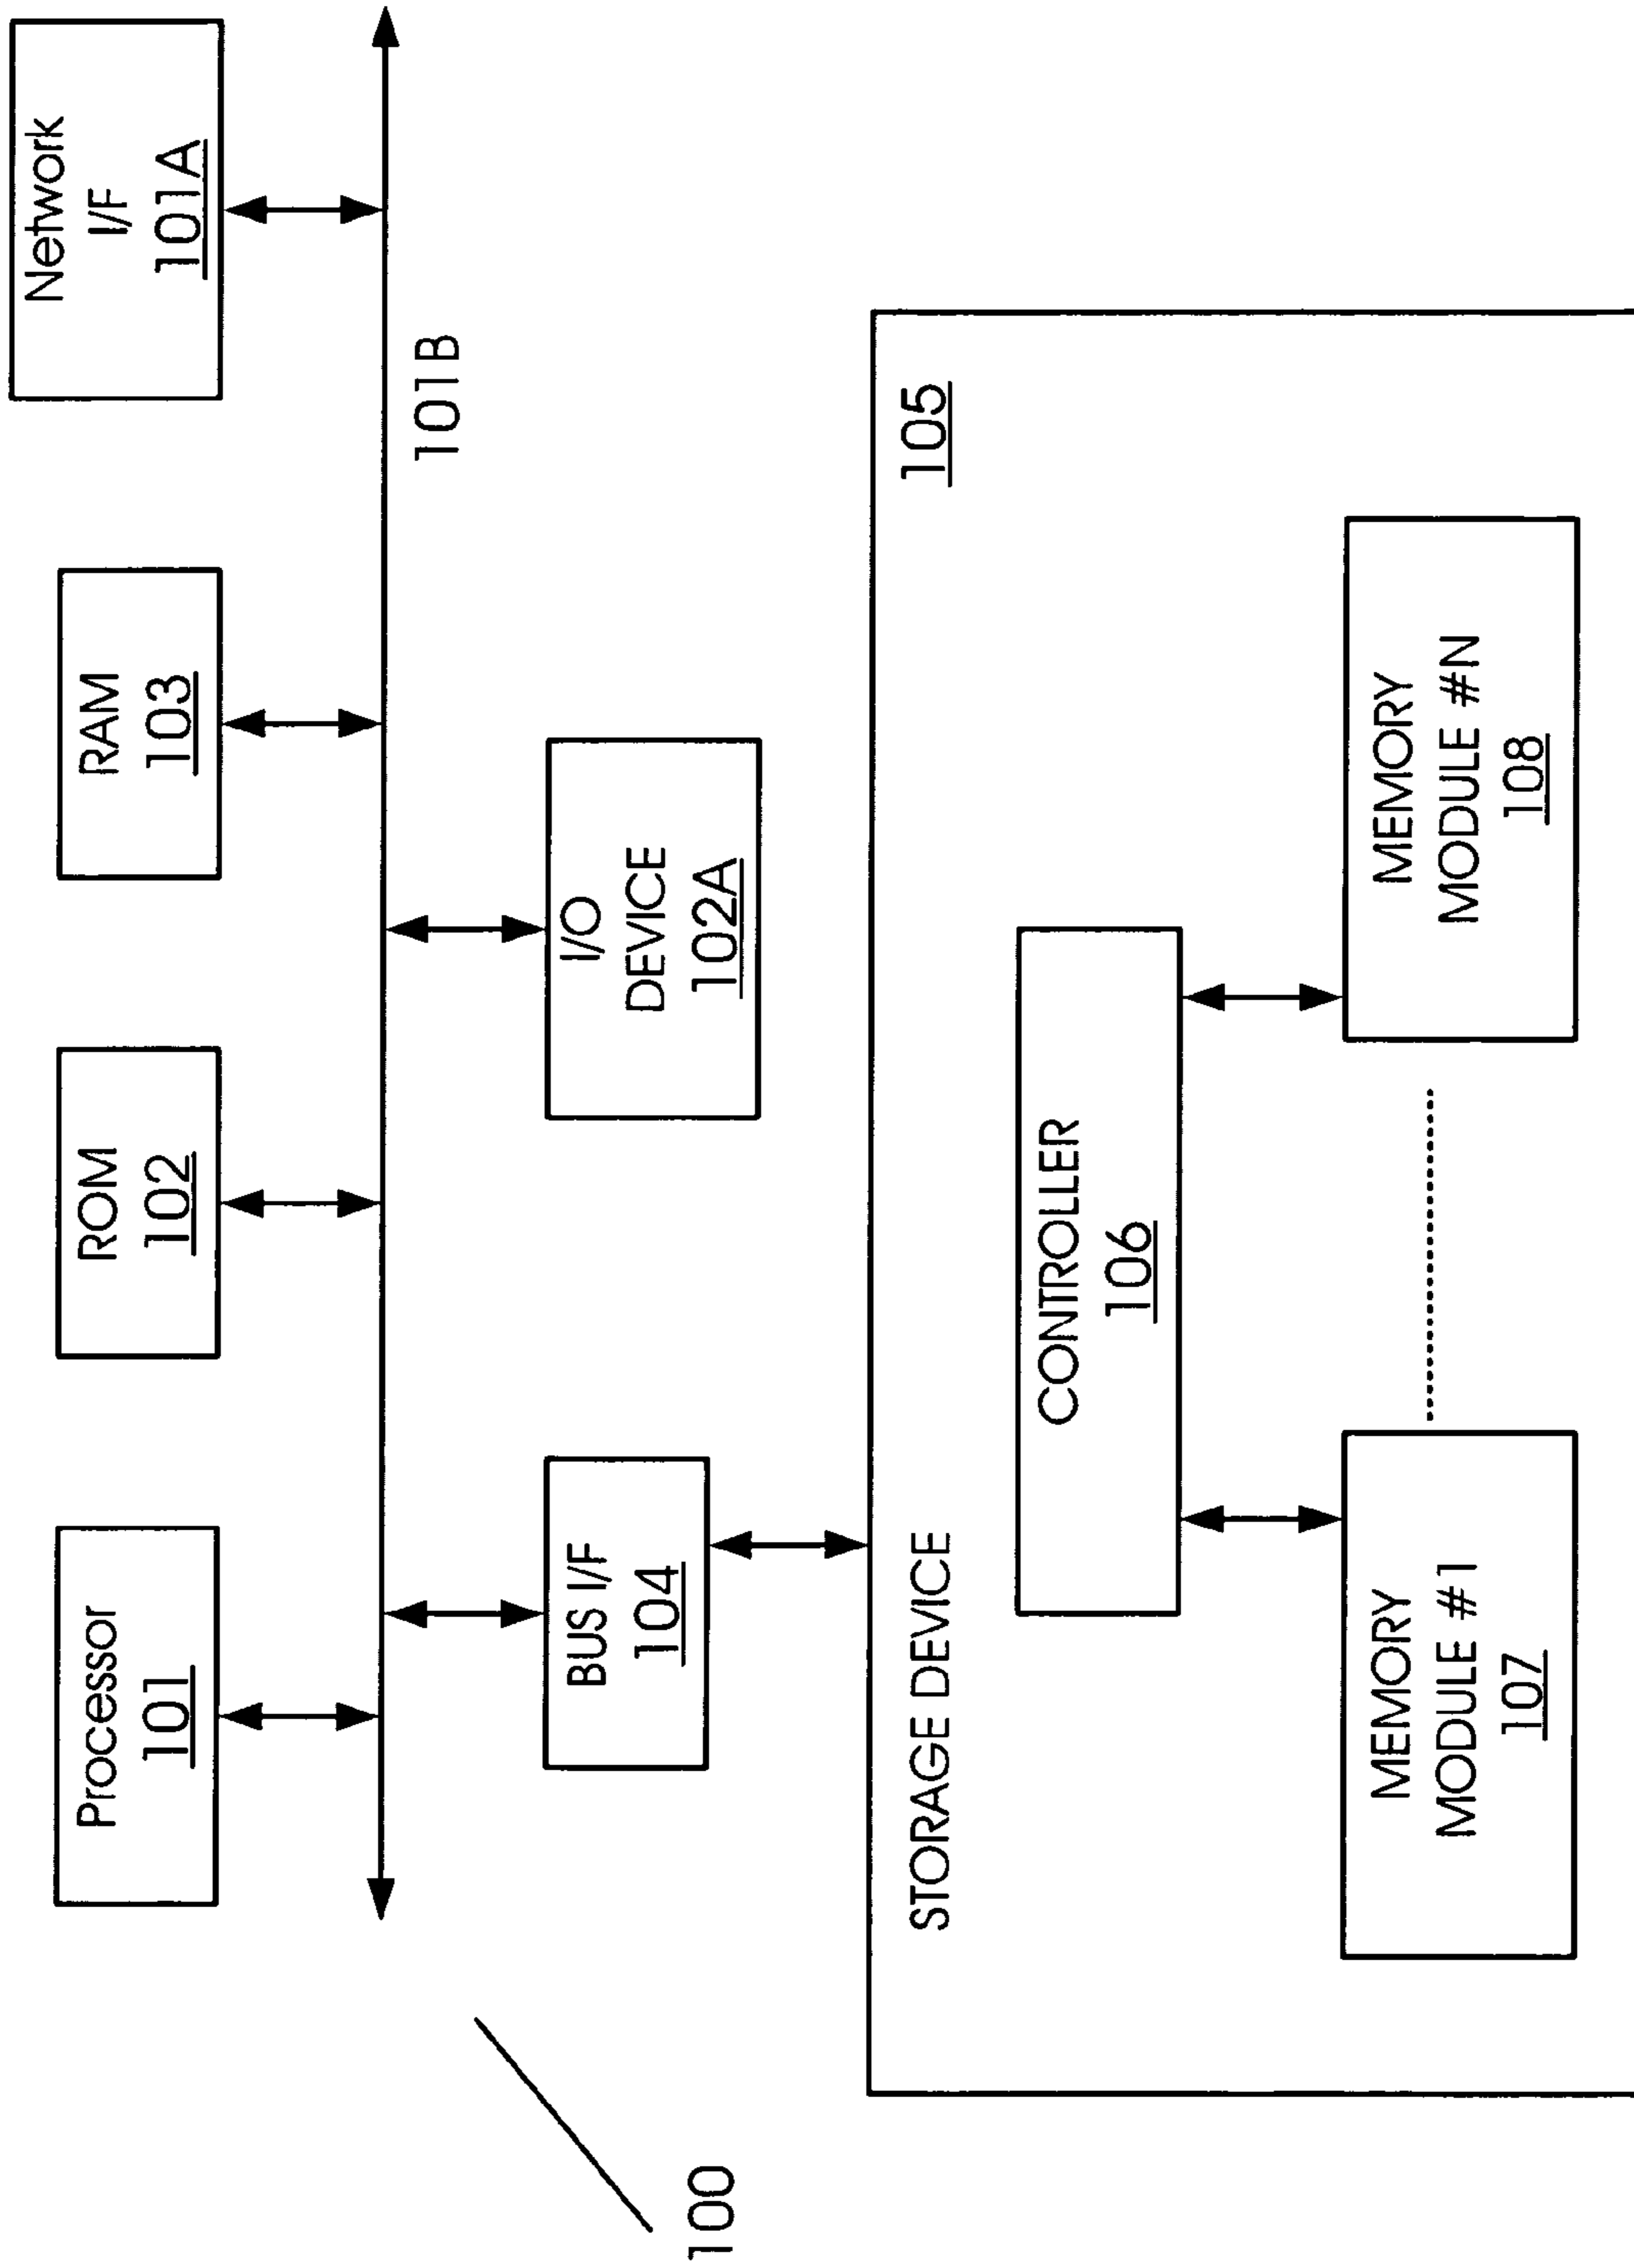 Processor
101
ROM
102
RAM
103
Network
I/F
101A
101B
BUS I/F
104
I/O
DEVICE
102A
100
STORAGE DEVICE
105
CONTROLLER
106
MEMORY
MODULE #1
107
MEMORY
MODULE #N
108